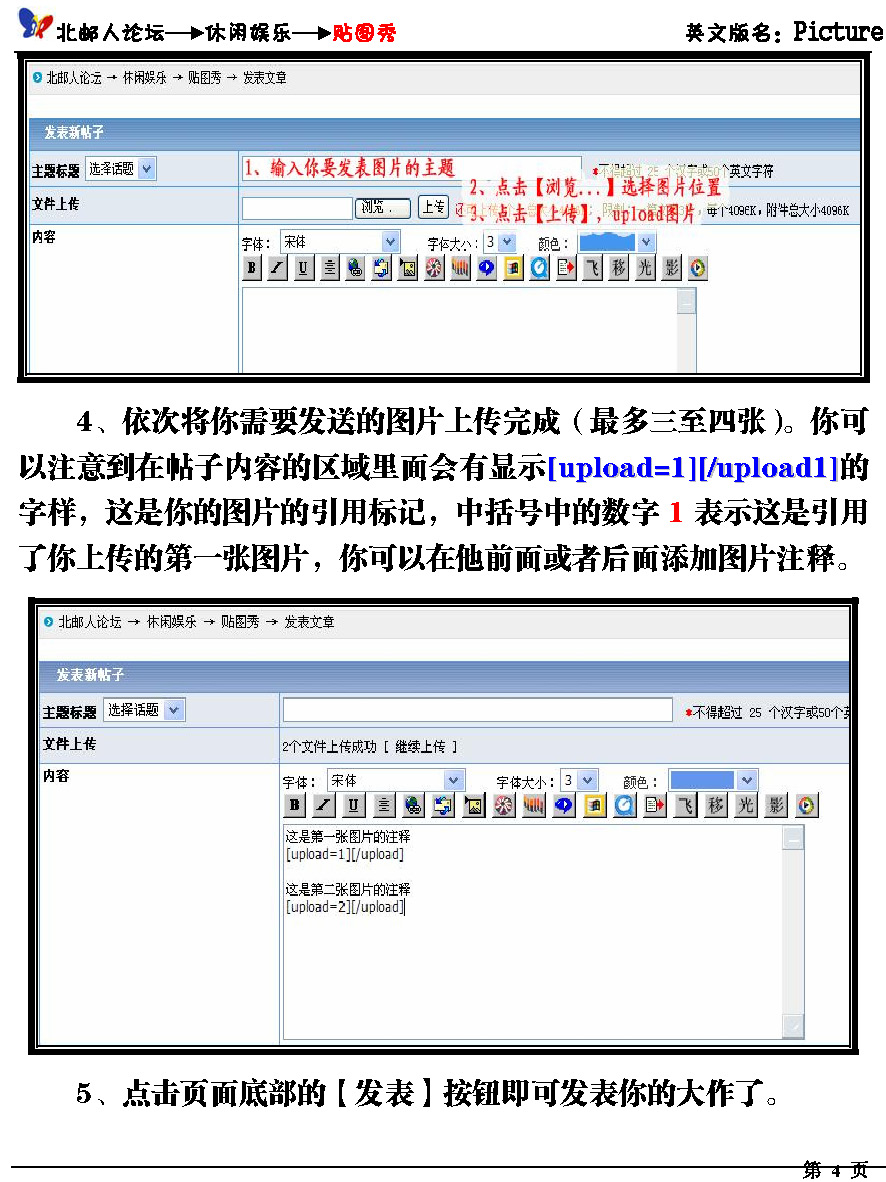 北邮人论坛—►休闲娱乐—►贴图秀
英文版名：Picture
北邮人论坛 → 休闲娱乐 → 贴图秀 → 发表文章
发表新帖子
主题标题 选择话题 1、输入你要发表图片的主题 *不得超过 25 个汉字或50个英文字符
2、点击【浏览...】选择图片位置
文件上传 浏览... 上传 每个4096K，附件总大小4096K
3、点击【上传】，upload图片
内容
字体： 宋体 字体大小： 3 颜色：
B I U 飞 移 光 影
4、依次将你需要发送的图片上传完成（最多三至四张）。你可
以注意到在帖子内容的区域里面会有显示[upload=1][/upload1]的
字样，这是你的图片的引用标记，中括号中的数字 1 表示这是引用
了你上传的第一张图片，你可以在他前面或者后面添加图片注释。
北邮人论坛 → 休闲娱乐 → 贴图秀 → 发表文章
发表新帖子
主题标题 选择话题 *不得超过 25 个汉字或50个英
文件上传 2个文件上传成功 [ 继续上传 ]
内容
字体： 宋体 字体大小： 3 颜色：
B I U 飞 移 光 影
这是第一张图片的注释
[upload=1][/upload]
这是第二张图片的注释
[upload=2][/upload]
5、点击页面底部的【发表】按钮即可发表你的大作了。
第 4 页